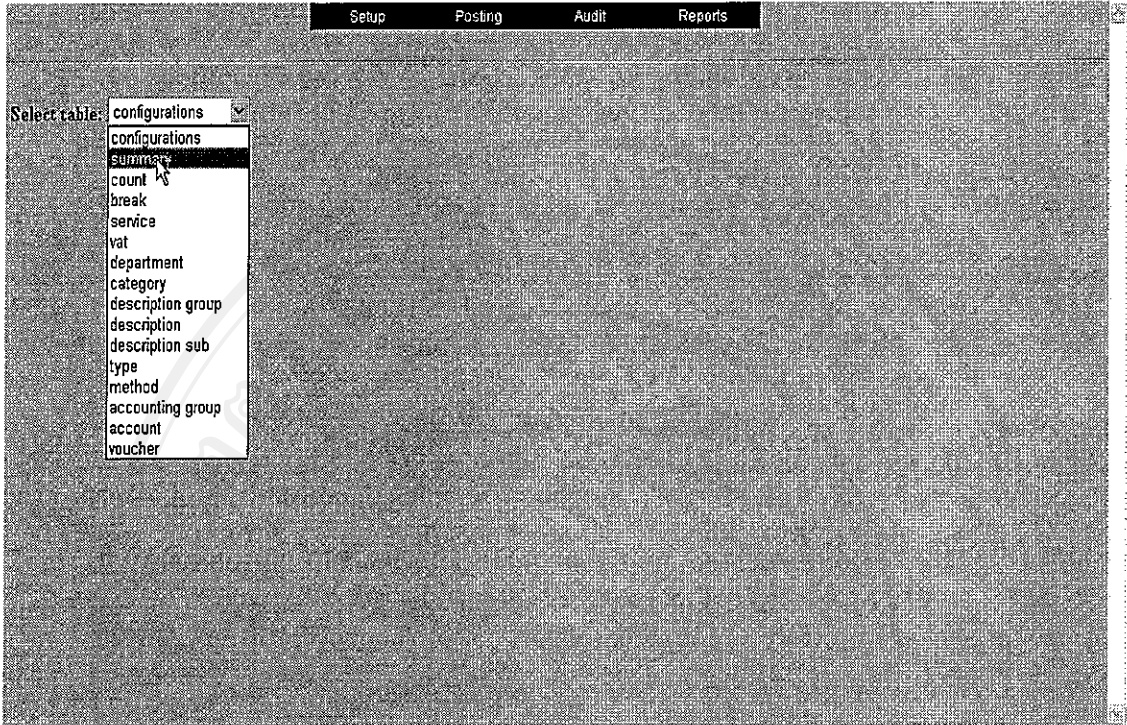 Setup Posting Audit Reports
Select table: configurations
configurations
summary
count
break
service
vat
department
category
description group
description
description sub
type
method
accounting group
account
voucher